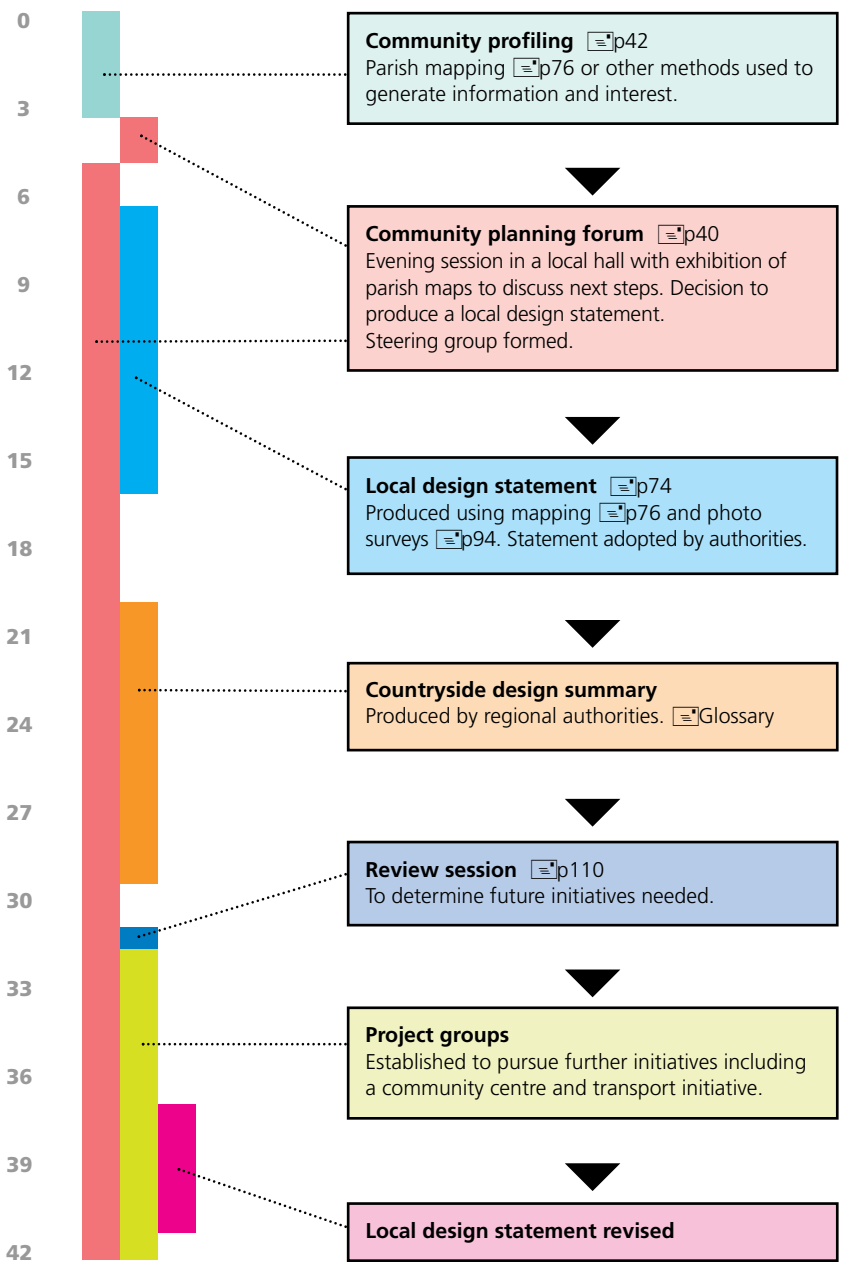 0
3
6
9
12
15
18
21
24
27
30
33
36
39
42
Community profiling p42
Parish mapping p76 or other methods used to
generate information and interest.
Community planning forum p40
Evening session in a local hall with exhibition of
parish maps to discuss next steps. Decision to
produce a local design statement.
Steering group formed.
Local design statement p74
Produced using mapping p76 and photo
surveys p94. Statement adopted by authorities.
Countryside design summary
Produced by regional authorities. Glossary
Review session p110
To determine future initiatives needed.
Project groups
Established to pursue further initiatives including
a community centre and transport initiative.
Local design statement revised